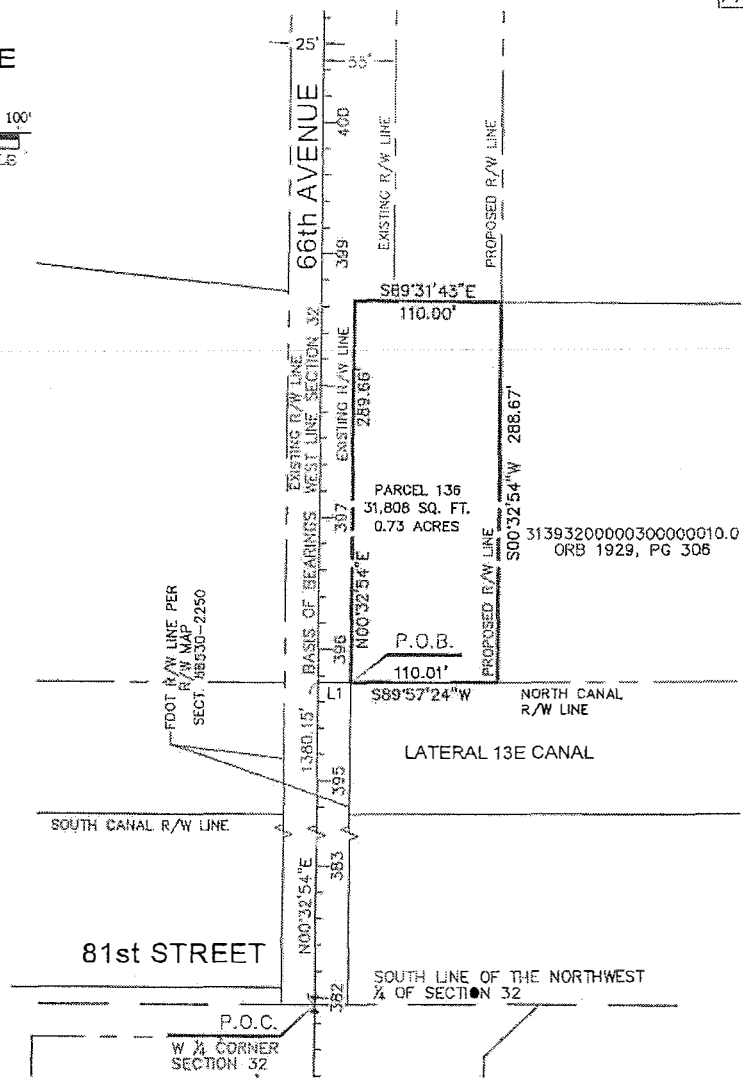 E
100'
25'
55'
66th AVENUE
400
399
EXISTING R/W LINE
PROPOSED R/W LINE
S89°31'43"E
110.00'
EXISTING R/W LINE
BASIS OF BEARINGS WEST LINE SECTION 32
EXISTING R/W LINE
289.66'
N00°32'54"E
397
396
PARCEL 136
31,808 SQ. FT.
0.73 ACRES
PROPOSED R/W LINE
S00°32'54"W 288.67'
31393200000300000010.0
ORB 1929, PG 306
P.O.B.
110.01'
S89°57'24"W
L1
NORTH CANAL
R/W LINE
FOOT R/W LINE PER
R/W MAP
SECT. 88530-2250
1380.15'
395
LATERAL 13E CANAL
SOUTH CANAL R/W LINE
N00°32'54"E
383
81st STREET
382
SOUTH LINE OF THE NORTHWEST
¼ OF SECTION 32
P.O.C.
W ¼ CORNER
SECTION 32